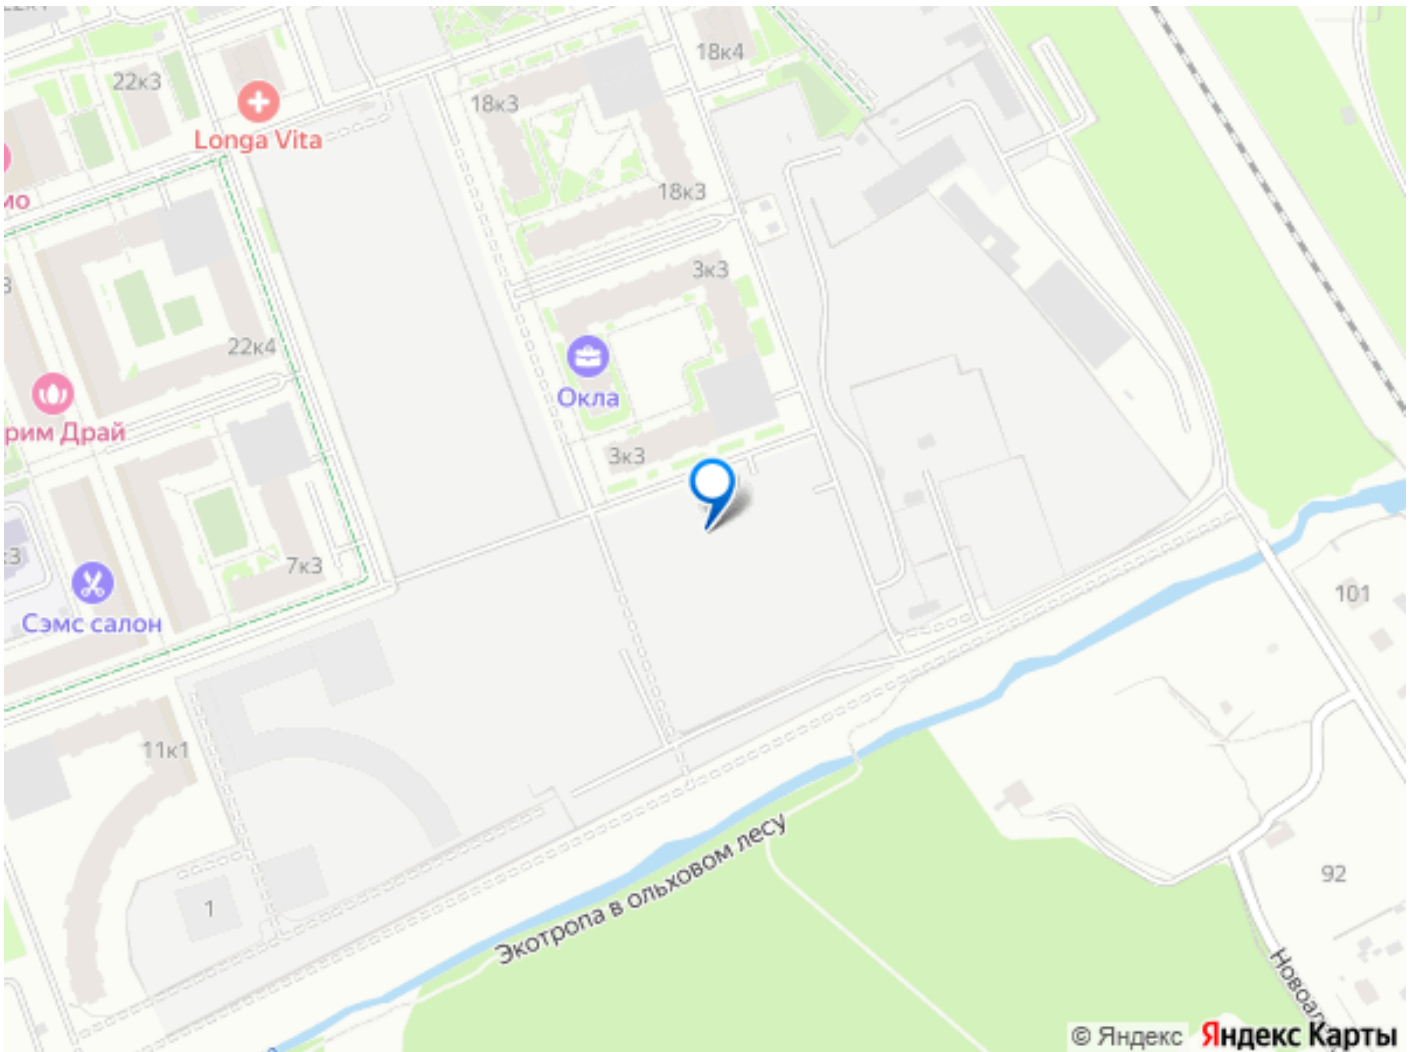 22к3
18к4
18к3
Longa Vita
18к3
3к3
22к4
Окла
рим Драй
3к3
7к3
Сэмс салон
101
11к1
92
1
Экотропа в ольховом лесу
© Яндекс Яндекс Карты